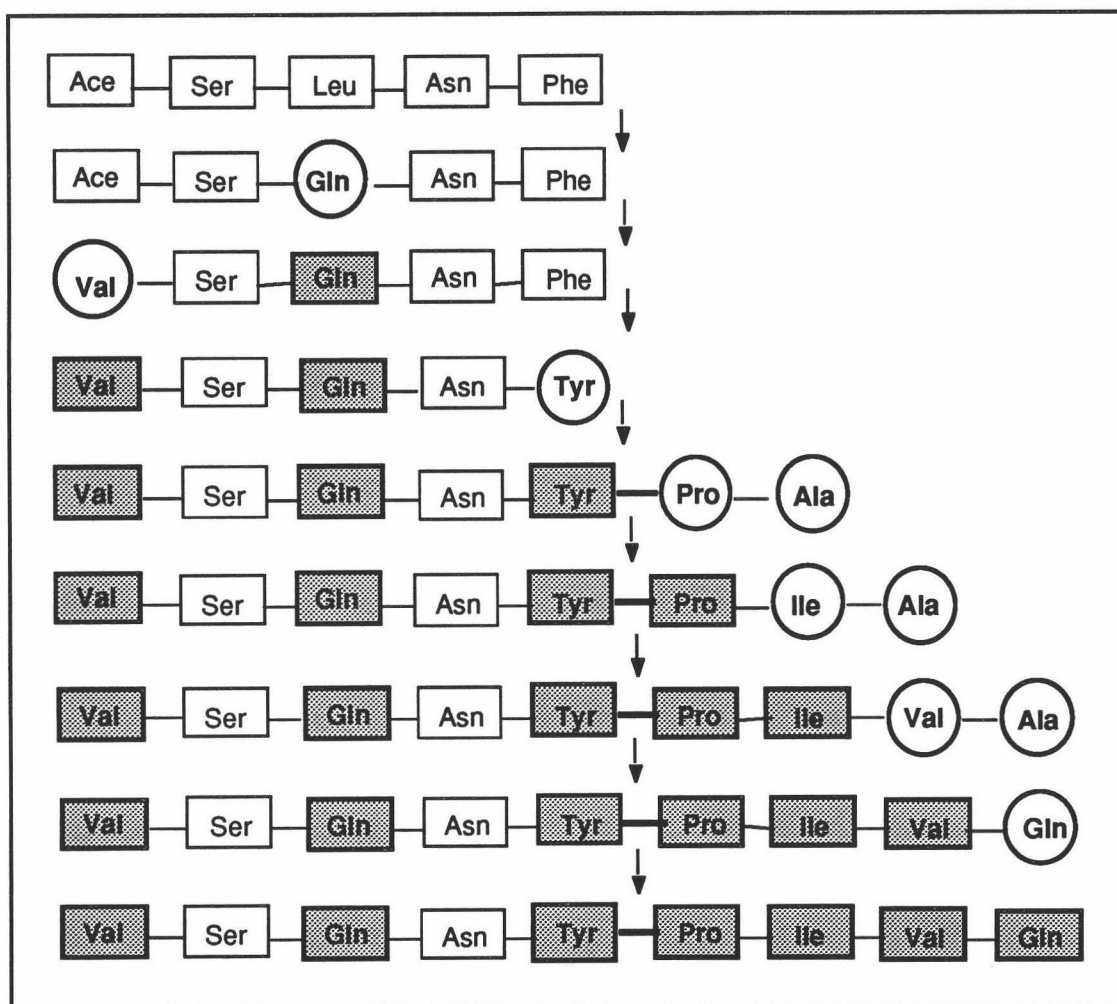 Ace Ser Leu Asn Phe
Ace Ser Gln Asn Phe
Val Ser Gln Asn Phe
Val Ser Gln Asn Tyr
Val Ser Gln Asn Tyr Pro Ala
Val Ser Gln Asn Tyr Pro Ile Ala
Val Ser Gln Asn Tyr Pro Ile Val Ala
Val Ser Gln Asn Tyr Pro Ile Val Gln
Val Ser Gln Asn Tyr Pro Ile Val Gln